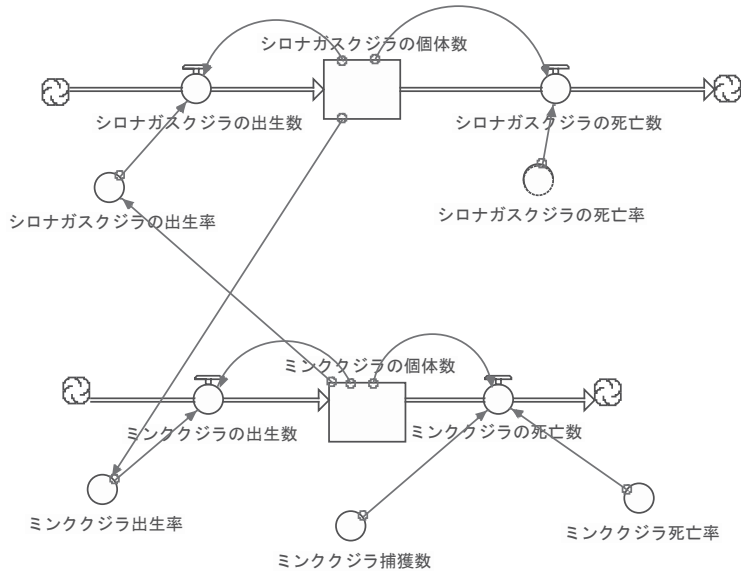 シロナガスクジラの個体数
シロナガスクジラの出生数
シロナガスクジラの死亡数
シロナガスクジラの出生率
シロナガスクジラの死亡率
ミンククジラの個体数
ミンククジラの出生数
ミンククジラの死亡数
ミンククジラ出生率
ミンククジラ捕獲数
ミンククジラ死亡率